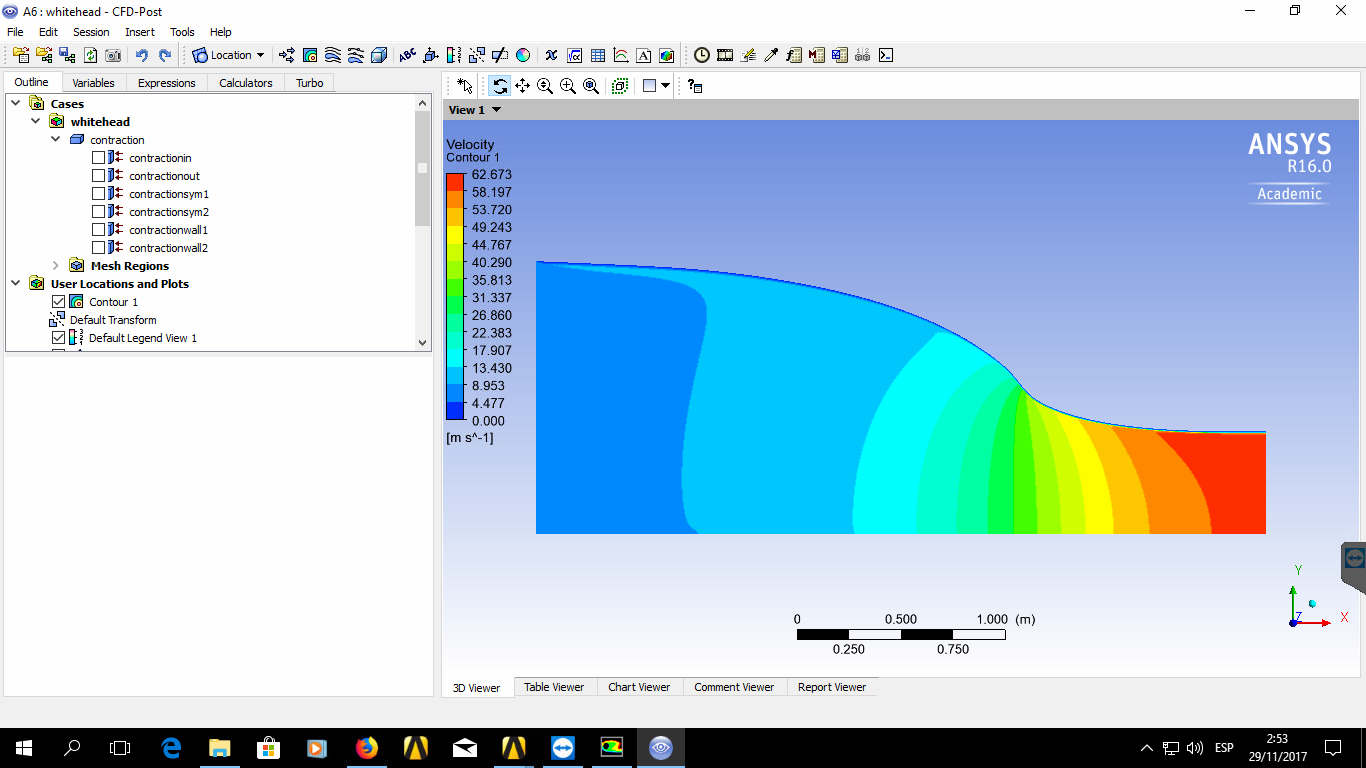 A6 : whitehead - CFD-Post
File Edit Session Insert Tools Help
Location
Outline Variables Expressions Calculators Turbo
Cases
whitehead
contraction
contractionin
contractionout
contractionsym1
contractionsym2
contractionwall1
contractionwall2
Mesh Regions
User Locations and Plots
Contour 1
Default Transform
Default Legend View 1
View 1
Velocity
Contour 1
62.673
58.197
53.720
49.243
44.767
40.290
35.813
31.337
26.860
22.383
17.907
13.430
8.953
4.477
0.000
[m s^-1]
ANSYS
R16.0
Academic
0 0.500 1.000 (m)
0.250 0.750
Y
Z
X
3D Viewer Table Viewer Chart Viewer Comment Viewer Report Viewer
ESP
2:53
29/11/2017